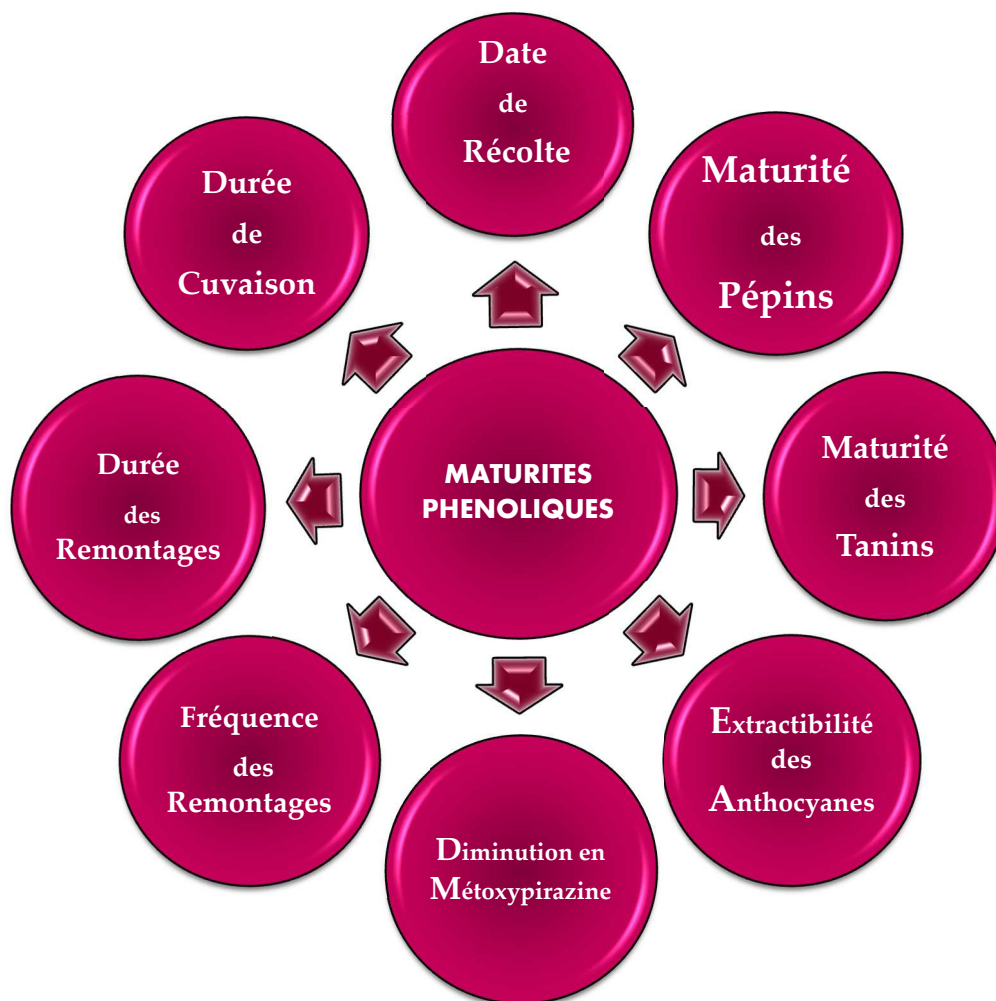 Date
de
Récolte
Maturité
des
Pépins
Maturité
des
Tanins
Extractibilité
des
Anthocyanes
Diminution en
Métoxypirazine
Fréquence
des
Remontages
Durée
des
Remontages
Durée
de
Cuvaison
MATURITES
PHENOLIQUES